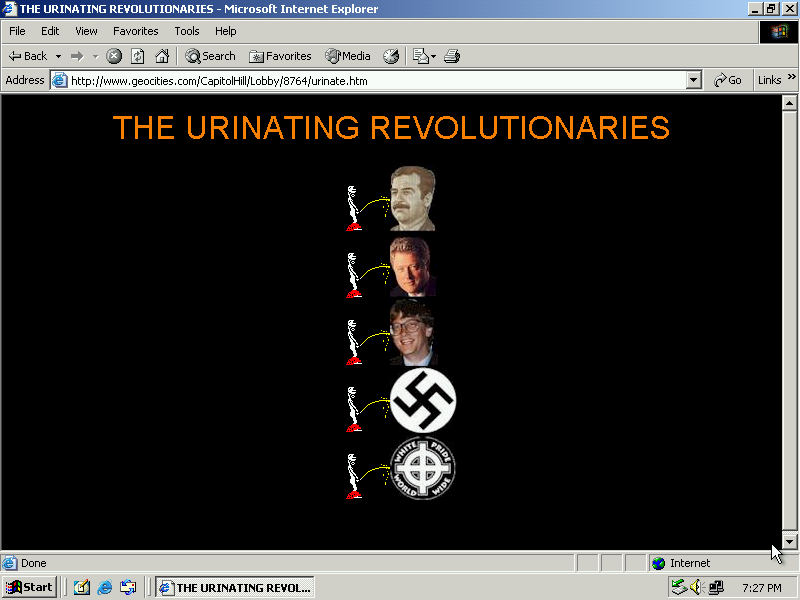 THE URINATING REVOLUTIONARIES - Microsoft Internet Explorer
File Edit View Favorites Tools Help
Back Search Favorites Media
Address http://www.geocities.com/CapitolHill/Lobby/8764/urinate.htm Go Links »
THE URINATING REVOLUTIONARIES
WHITE PRIDE
WORLD WIDE
Done Internet
Start THE URINATING REVOL... 7:27 PM